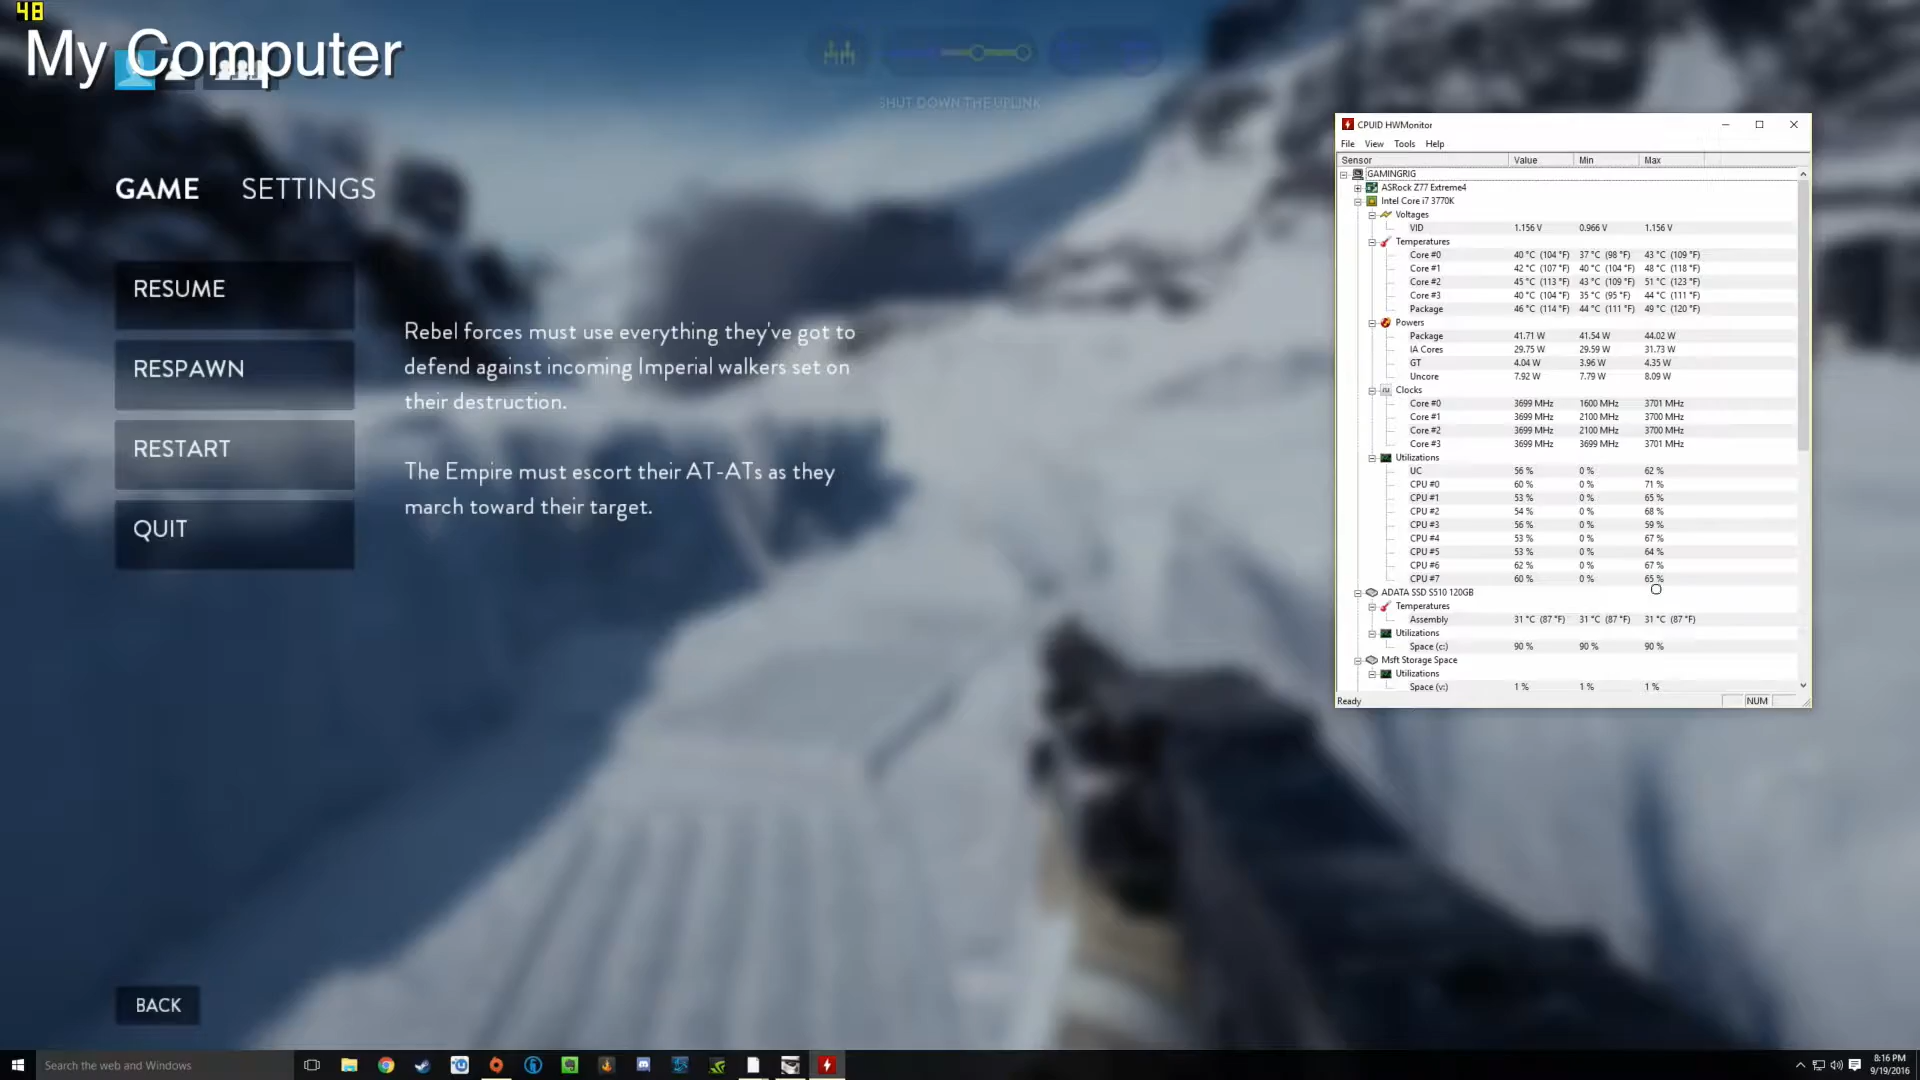 48
My Computer
SHUT DOWN THE UPLINK
GAME SETTINGS
RESUME
RESPAWN
RESTART
QUIT
Rebel forces must use everything they've got to
defend against incoming Imperial walkers set on
their destruction.
The Empire must escort their AT-ATs as they
march toward their target.
BACK
CPUID HWMonitor
File View Tools Help
Sensor Value Min Max
GAMINGRIG
ASRock Z77 Extreme4
Intel Core i7 3770K
Voltages
VID 1.156 V 0.966 V 1.156 V
Temperatures
Core #0 40 °C (104 °F) 37 °C (98 °F) 43 °C (109 °F)
Core #1 42 °C (107 °F) 40 °C (104 °F) 48 °C (118 °F)
Core #2 45 °C (113 °F) 43 °C (109 °F) 51 °C (123 °F)
Core #3 40 °C (104 °F) 35 °C (95 °F) 44 °C (111 °F)
Package 46 °C (114 °F) 44 °C (111 °F) 49 °C (120 °F)
Powers
Package 41.71 W 41.54 W 44.02 W
IA Cores 29.75 W 29.59 W 31.73 W
GT 4.04 W 3.96 W 4.35 W
Uncore 7.92 W 7.79 W 8.09 W
Clocks
Core #0 3699 MHz 1600 MHz 3701 MHz
Core #1 3699 MHz 2100 MHz 3700 MHz
Core #2 3699 MHz 2100 MHz 3700 MHz
Core #3 3699 MHz 3699 MHz 3701 MHz
Utilizations
UC 56 % 0 % 62 %
CPU #0 60 % 0 % 71 %
CPU #1 53 % 0 % 65 %
CPU #2 54 % 0 % 68 %
CPU #3 56 % 0 % 59 %
CPU #4 53 % 0 % 67 %
CPU #5 53 % 0 % 64 %
CPU #6 62 % 0 % 67 %
CPU #7 60 % 0 % 65 %
ADATA SSD S510 120GB
Temperatures
Assembly 31 °C (87 °F) 31 °C (87 °F) 31 °C (87 °F)
Utilizations
Space (c:) 90 % 90 % 90 %
Msft Storage Space
Utilizations
Space (v:) 1 % 1 % 1 %
Ready NUM
Search the web and Windows
8:16 PM
9/19/2016